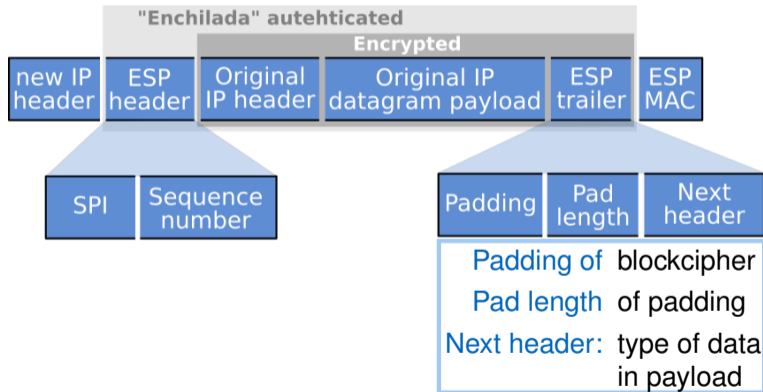 "Enchilada" autehticated
Encrypted
new IP header
ESP header
Original IP header
Original IP datagram payload
ESP trailer
ESP MAC
SPI
Sequence number
Padding
Pad length
Next header
Padding of blockcipher
Pad length of padding
Next header: type of data
in payload